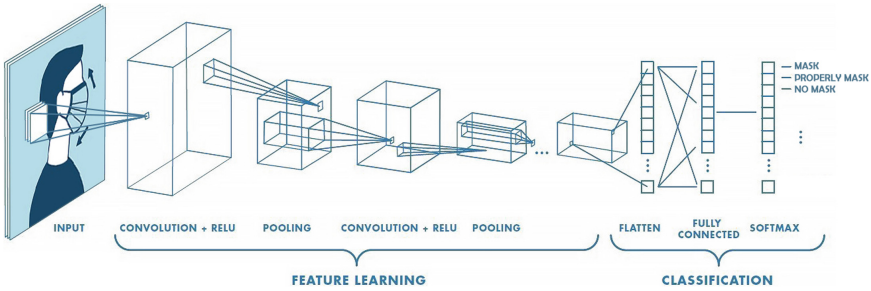 MASK
PROPERLY MASK
NO MASK
INPUT
CONVOLUTION + RELU
POOLING
CONVOLUTION + RELU
POOLING
FLATTEN
FULLY
CONNECTED
SOFTMAX
FEATURE LEARNING
CLASSIFICATION